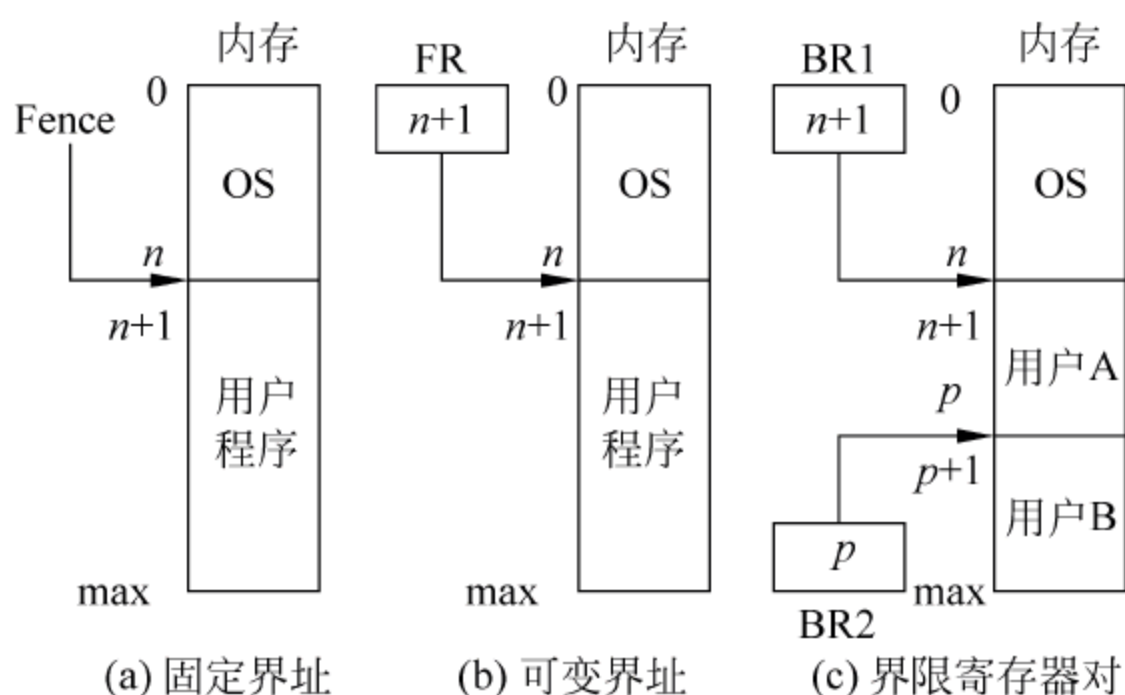 内存
0
Fence
OS
n
n+1
用户
程序
max
(a) 固定界址
内存
FR
0
n+1
OS
n
n+1
用户
程序
max
(b) 可变界址
内存
BR1
0
n+1
OS
n
n+1
用户A
p
p+1
用户B
p
max
BR2
(c) 界限寄存器对